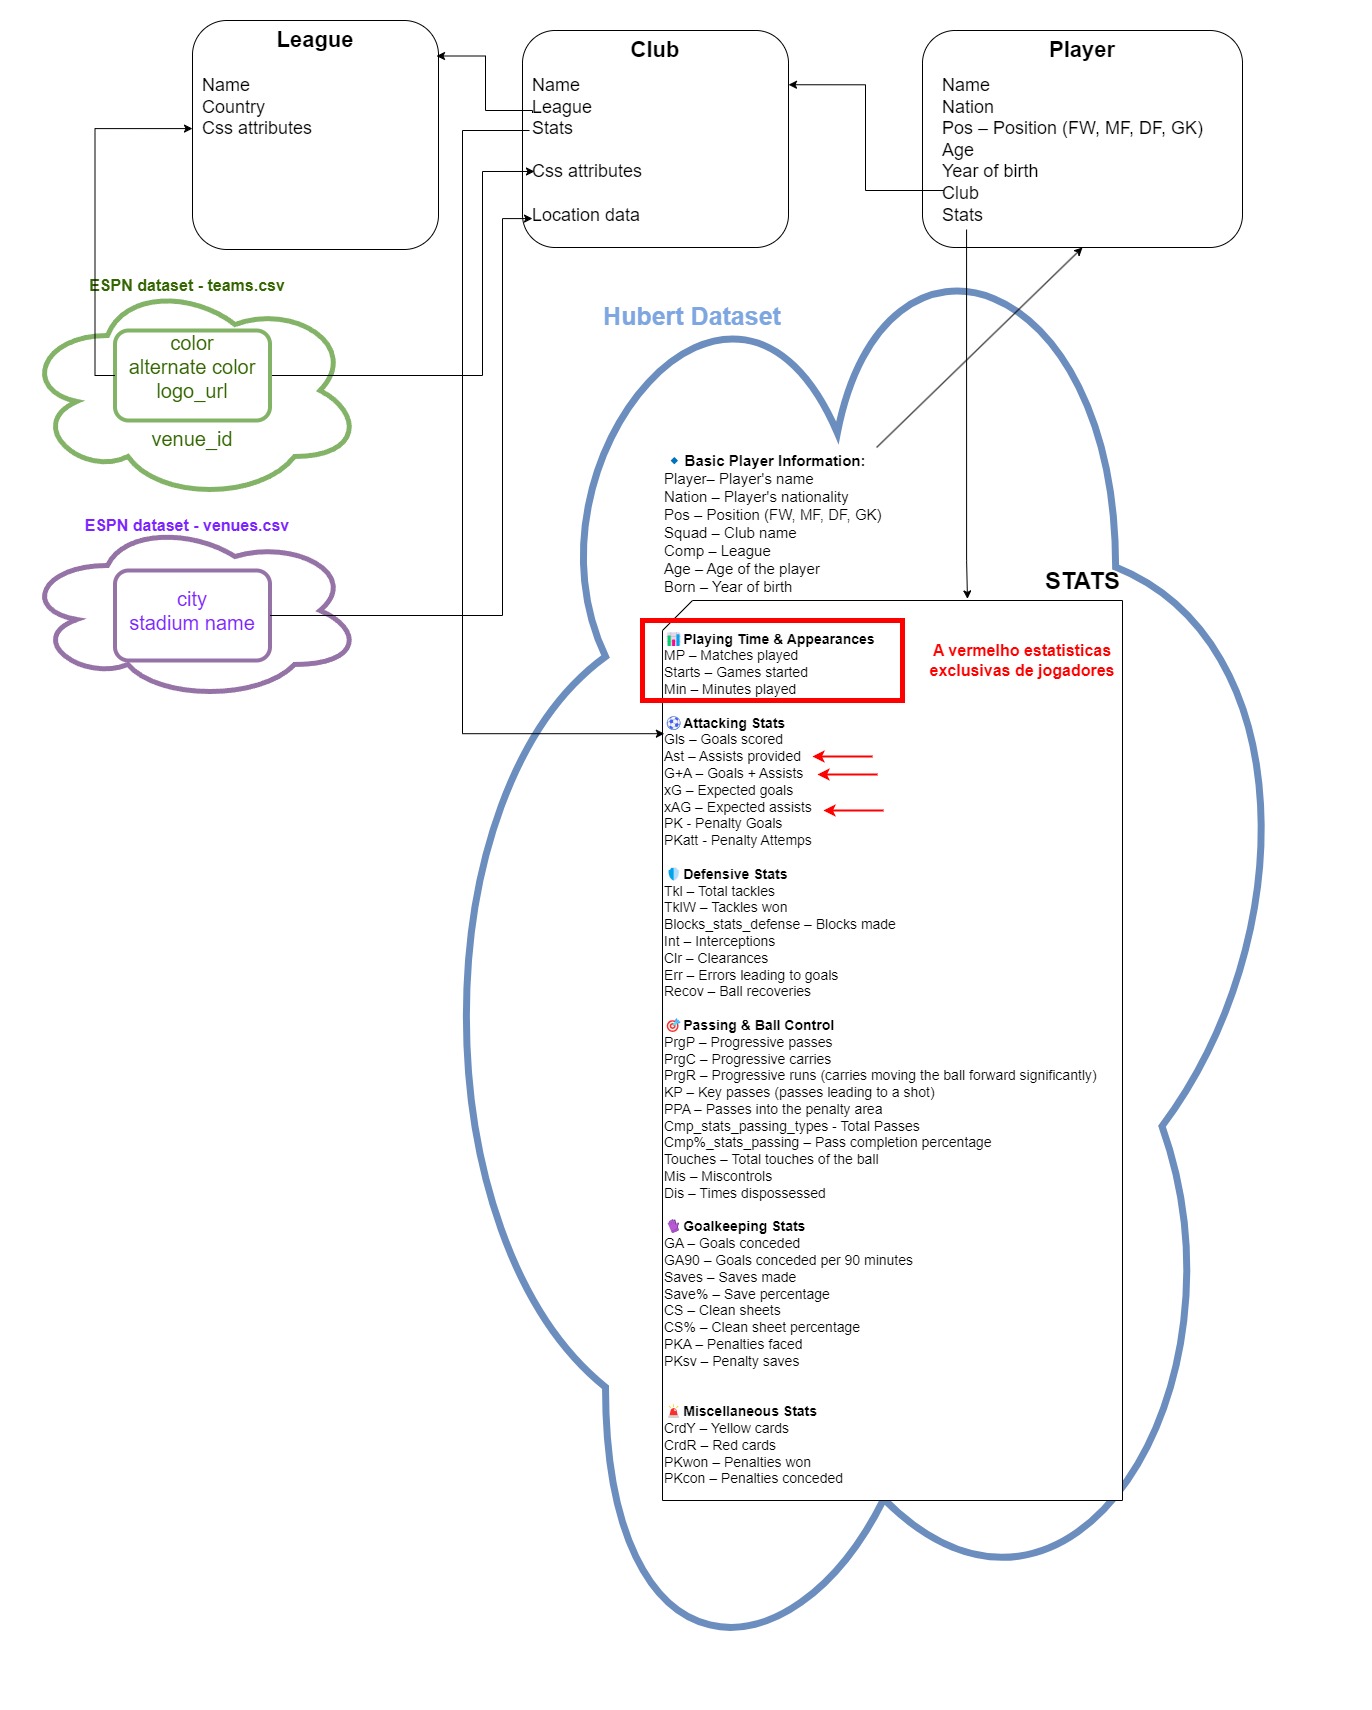 League
Name
Country
Css attributes
Club
Name
League
Stats
Css attributes
Location data
Player
Name
Nation
Pos – Position (FW, MF, DF, GK)
Age
Year of birth
Club
Stats
ESPN dataset - teams.csv
color
alternate color
logo_url
venue_id
ESPN dataset - venues.csv
city
stadium name
Hubert Dataset
🔹 Basic Player Information:
Player– Player's name
Nation – Player's nationality
Pos – Position (FW, MF, DF, GK)
Squad – Club name
Comp – League
Age – Age of the player
Born – Year of birth
STATS
📊 Playing Time & Appearances
MP – Matches played
Starts – Games started
Min – Minutes played
A vermelho estatisticas
exclusivas de jogadores
⚽ Attacking Stats
Gls – Goals scored
Ast – Assists provided
G+A – Goals + Assists
xG – Expected goals
xAG – Expected assists
PK - Penalty Goals
PKatt - Penalty Attemps
🛡 Defensive Stats
Tkl – Total tackles
TklW – Tackles won
Blocks_stats_defense – Blocks made
Int – Interceptions
Clr – Clearances
Err – Errors leading to goals
Recov – Ball recoveries
🎯 Passing & Ball Control
PrgP – Progressive passes
PrgC – Progressive carries
PrgR – Progressive runs (carries moving the ball forward significantly)
KP – Key passes (passes leading to a shot)
PPA – Passes into the penalty area
Cmp_stats_passing_types - Total Passes
Cmp%_stats_passing – Pass completion percentage
Touches – Total touches of the ball
Mis – Miscontrols
Dis – Times dispossessed
🧤 Goalkeeping Stats
GA – Goals conceded
GA90 – Goals conceded per 90 minutes
Saves – Saves made
Save% – Save percentage
CS – Clean sheets
CS% – Clean sheet percentage
PKA – Penalties faced
PKsv – Penalty saves
🚨 Miscellaneous Stats
CrdY – Yellow cards
CrdR – Red cards
PKwon – Penalties won
PKcon – Penalties conceded